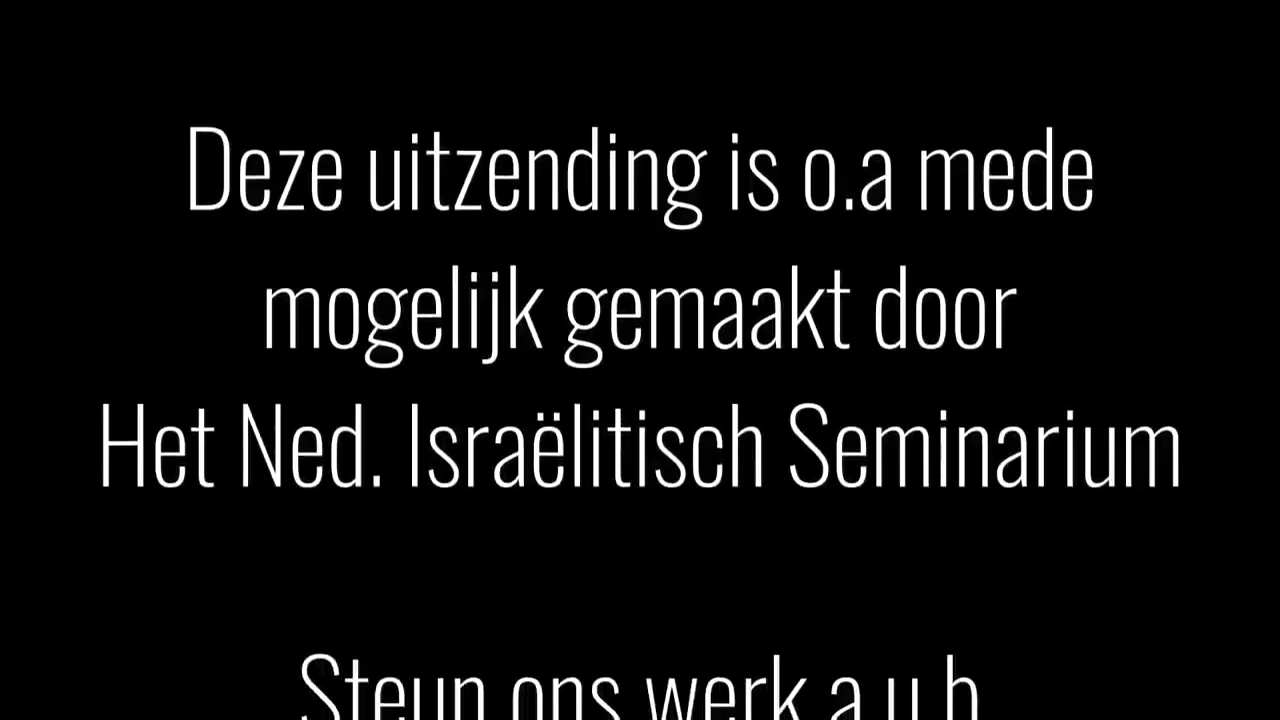 Deze uitzending is o.a mede
mogelijk gemaakt door
Het Ned. Israëlitisch Seminarium
Steun ons werk